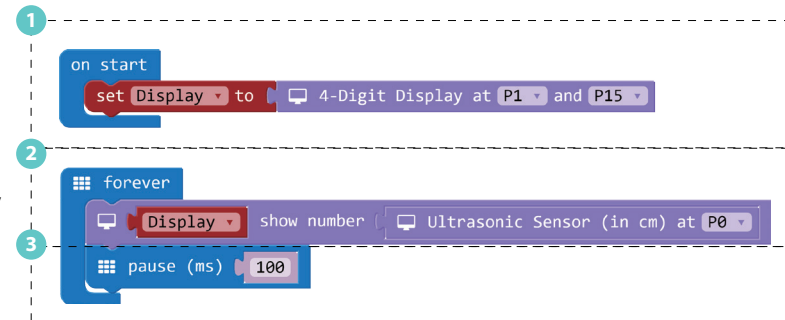 1
on start
set Display to 4-Digit Display at P1 and P15
2
forever
Display show number Ultrasonic Sensor (in cm) at P0
3
pause (ms) 100